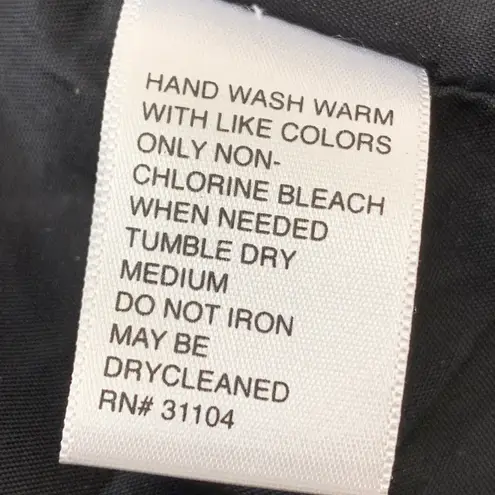 HAND WASH WARM
WITH LIKE COLORS
ONLY NON-
CHLORINE BLEACH
WHEN NEEDED
TUMBLE DRY
MEDIUM
DO NOT IRON
MAY BE
DRYCLEANED
RN# 31104